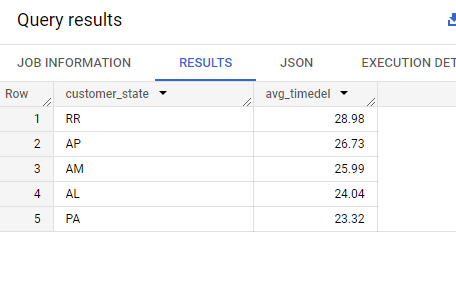 Query results
JOB INFORMATION RESULTS JSON EXECUTION DET
Row customer_state avg_timedel
1 RR 28.98
2 AP 26.73
3 AM 25.99
4 AL 24.04
5 PA 23.32